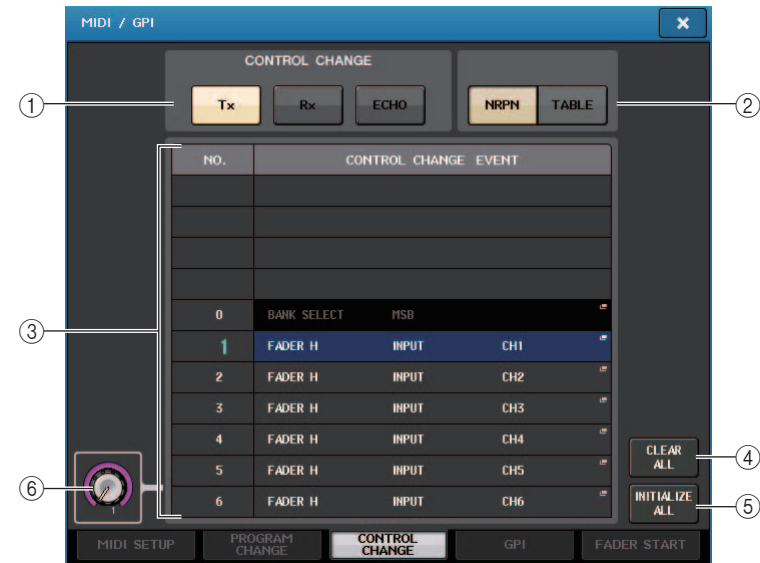 MIDI / GPI
×
CONTROL CHANGE
Tx Rx ECHO NRPN TABLE
① ②
NO. CONTROL CHANGE EVENT
0 BANK SELECT MSB
③
1 FADER H INPUT CH1
2 FADER H INPUT CH2
3 FADER H INPUT CH3
4 FADER H INPUT CH4
5 FADER H INPUT CH5
6 FADER H INPUT CH6
CLEAR
ALL
④
INITIALIZE
ALL
⑤
⑥
1
MIDI SETUP
PROGRAM
CHANGE
CONTROL
CHANGE
GPI
FADER START